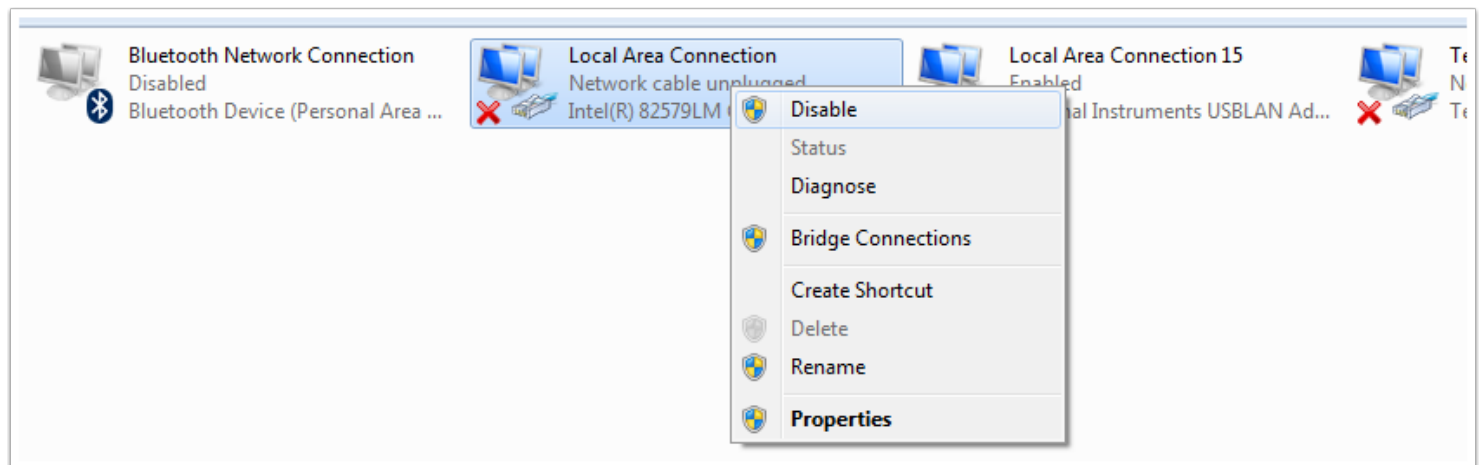 Bluetooth Network Connection
Disabled
Bluetooth Device (Personal Area ...
Local Area Connection
Network cable unplugged
Intel(R) 82579LM
Local Area Connection 15
Enabled
Instruments USBLAN Ad...
Disable
Status
Diagnose
Bridge Connections
Create Shortcut
Delete
Rename
Properties